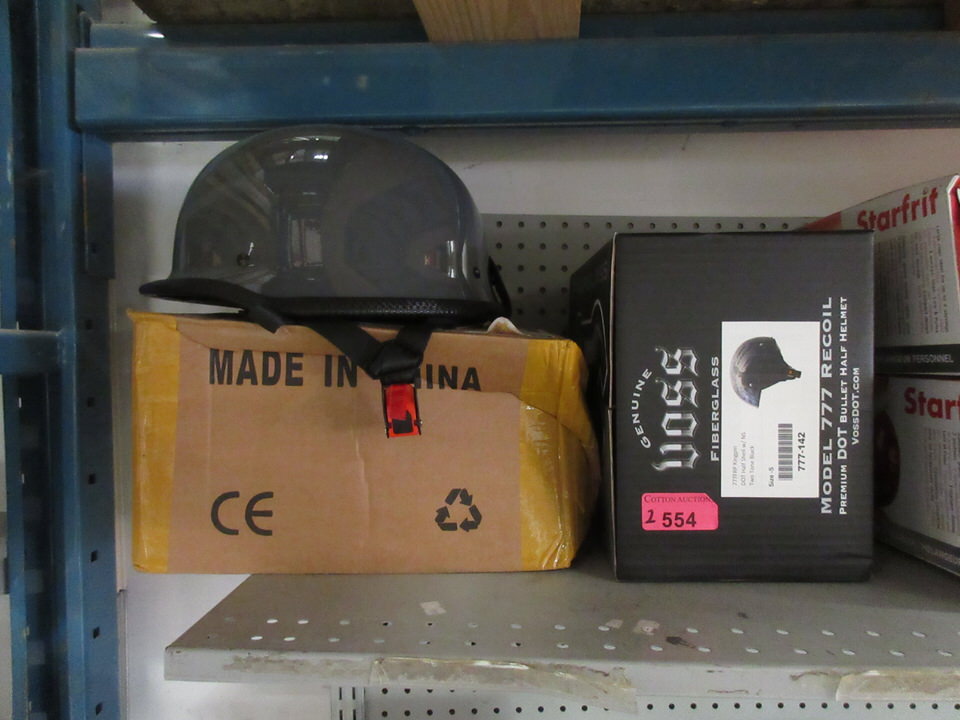 MADE IN
INA
CE
GENUINE
VOSS
FIBERGLASS
Size -S
777-142
MODEL 777 RECOIL
PREMIUM DOT BULLET HALF HELMET
VOSSDOT.COM
COTTON AUCTION
2 554
Starfrit
PERSONNEL
Star